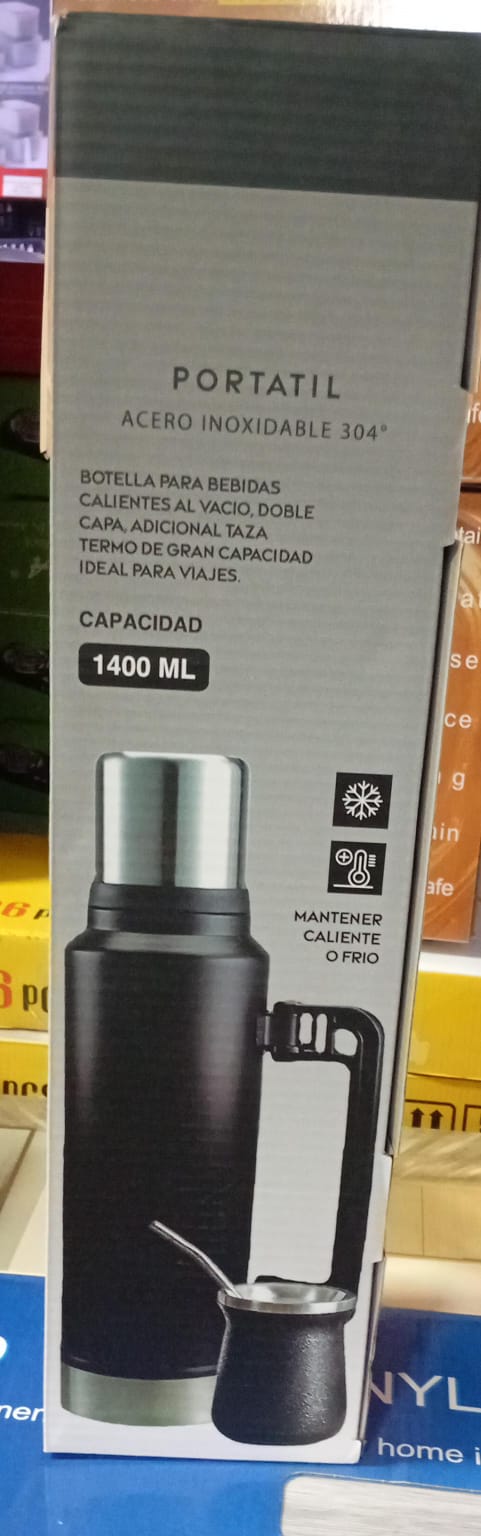 PORTATIL
ACERO INOXIDABLE 304°
BOTELLA PARA BEBIDAS
CALIENTES AL VACIO, DOBLE
CAPA, ADICIONAL TAZA
TERMO DE GRAN CAPACIDAD
IDEAL PARA VIAJES.
CAPACIDAD
1400 ML
MANTENER
CALIENTE
O FRIO
home